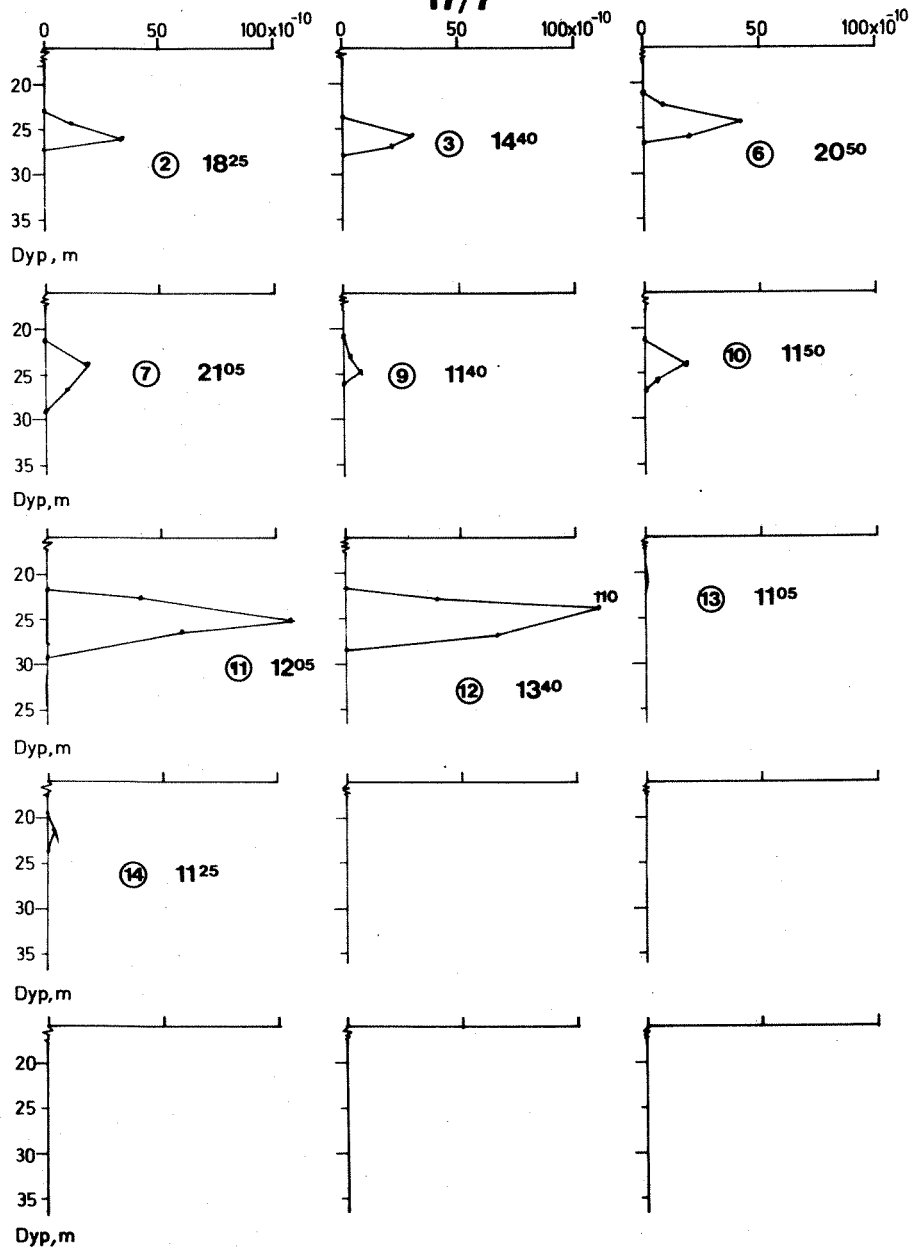 17/7
0 50 100x10⁻¹⁰ 0 50 100x10⁻¹⁰ 0 50 100x10¹⁰
20
25
30
35
② 18²⁵ ③ 14⁴⁰ ⑥ 20⁵⁰
Dyp, m
20
25
30
35
⑦ 21⁰⁵ ⑨ 11⁴⁰ ⑩ 11⁵⁰
Dyp,m
110
20
25
30
25
⑪ 12⁰⁵ ⑫ 13⁴⁰ ⑬ 11⁰⁵
Dyp,m
20
25
30
35
⑭ 11²⁵
Dyp,m
20
25
30
35
Dyp,m